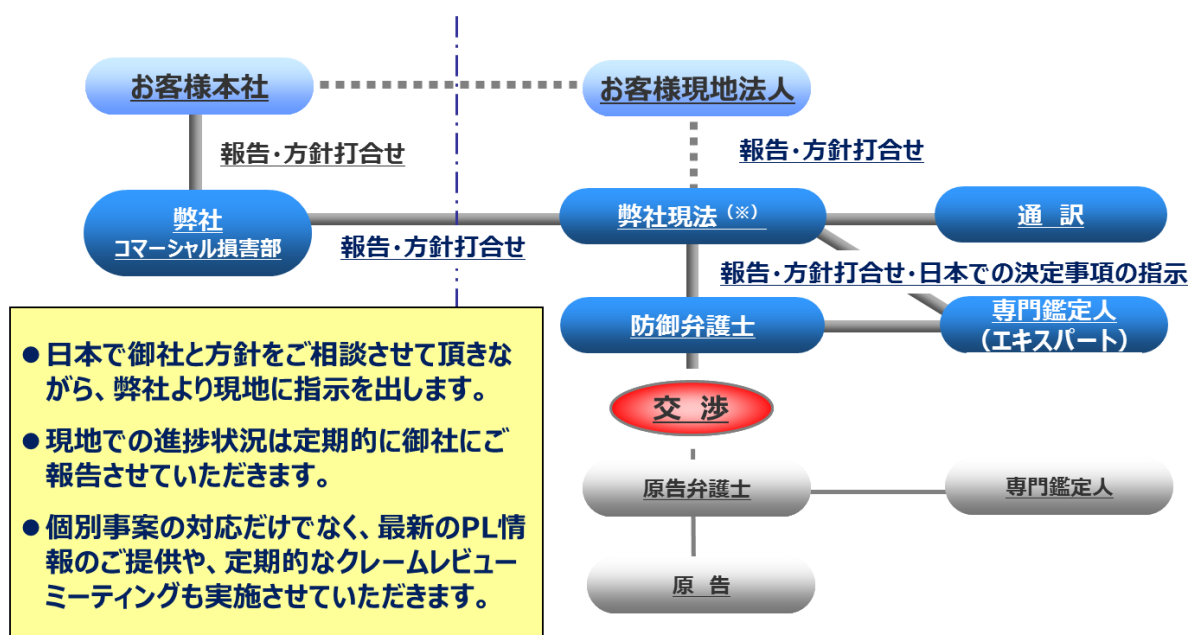 お客様本社
お客様現地法人
報告・方針打合せ
報告・方針打合せ
弊社
コマーシャル損害部
弊社現法（※）
通 訳
報告・方針打合せ
報告・方針打合せ・日本での決定事項の指示
防御弁護士
専門鑑定人
（エキスパート）
交 渉
原告弁護士
専門鑑定人
原 告
●日本で御社と方針をご相談させて頂きな
がら、弊社より現地に指示を出します。
●現地での進捗状況は定期的に御社にご
報告させていただきます。
●個別事案の対応だけでなく、最新のPL情
報のご提供や、定期的なクレームレビュー
ミーティングも実施させていただきます。